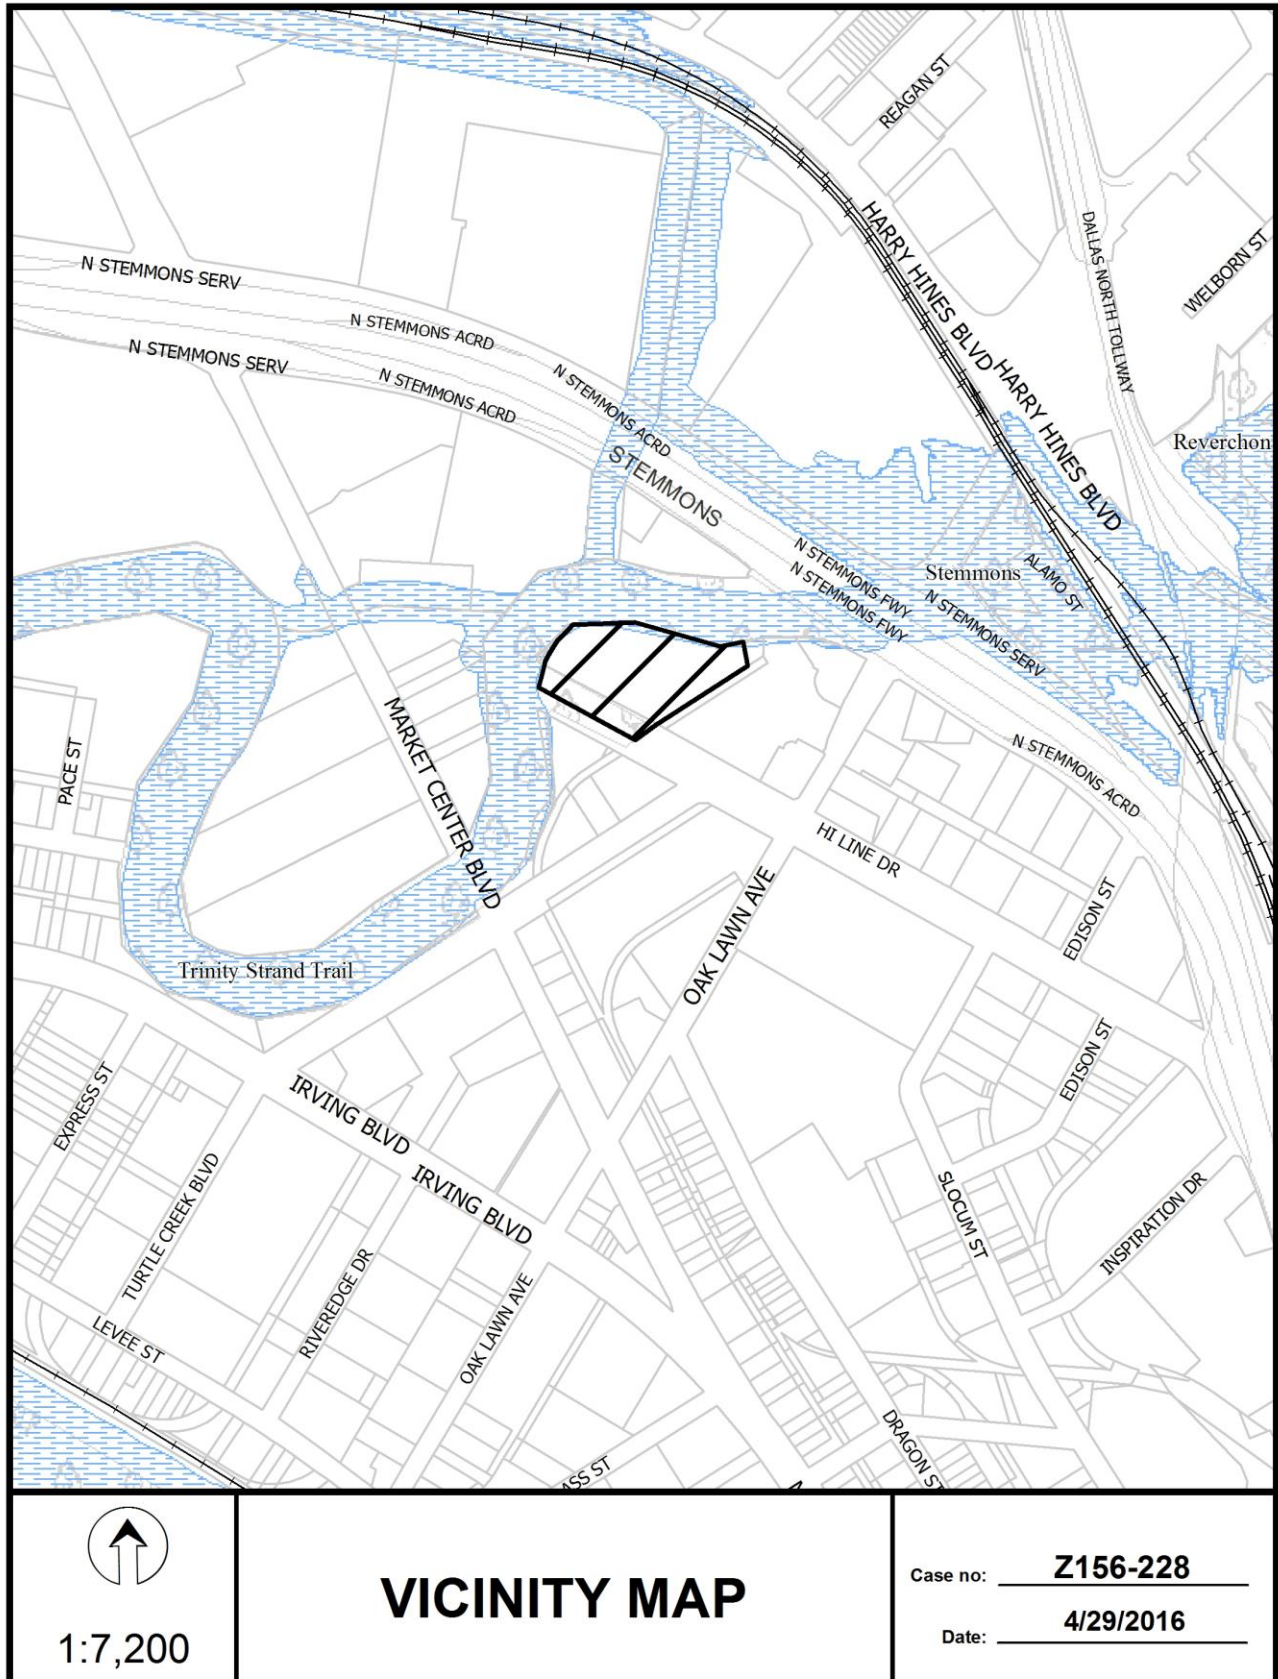 REAGAN ST
HARRY HINES BLVD
DALLAS NORTH TOLLWAY
WELBORN ST
N STEMMONS SERV
N STEMMONS ACRD
N STEMMONS SERV
N STEMMONS ACRD
N STEMMONS ACRD
HARRY HINES BLVD
Reverchon
STEMMONS
N STEMMONS FWY
N STEMMONS FWY
Stemmons
ALAMO ST
N STEMMONS SERV
MARKET CENTER BLVD
PACE ST
N STEMMONS ACRD
HI LINE DR
OAK LAWN AVE
EDISON ST
Trinity Strand Trail
EDISON ST
EXPRESS ST
IRVING BLVD
IRVING BLVD
TURTLE CREEK BLVD
SLOCUM ST
INSPIRATION DR
RIVEREDGE DR
OAK LAWN AVE
LEVEE ST
DRAGON ST
ASS ST
1:7,200
VICINITY MAP
Case no: Z156-228
Date: 4/29/2016